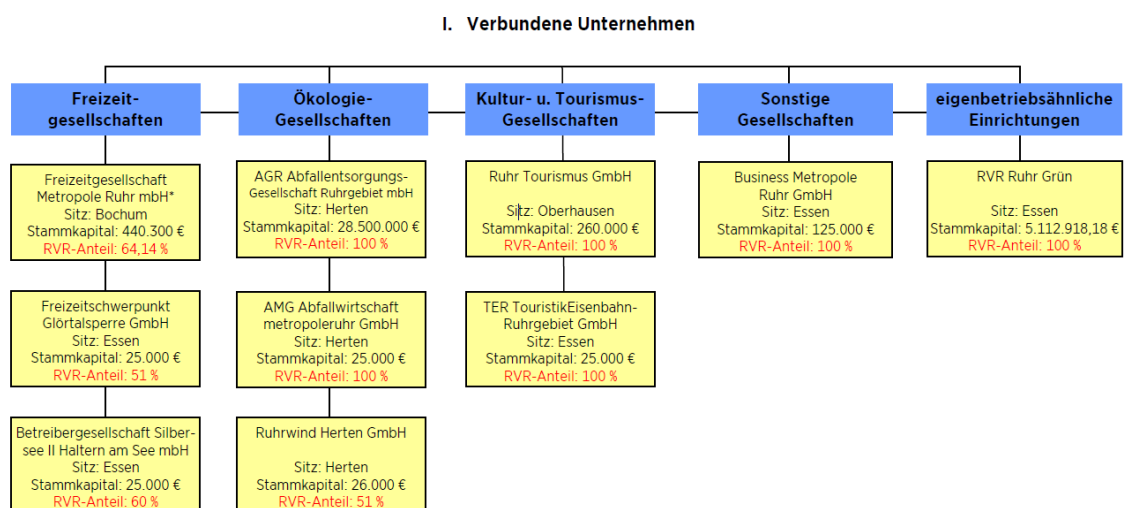 I. Verbundene Unternehmen
Freizeit-
gesellschaften
Ökologie-
Gesellschaften
Kultur- u. Tourismus-
Gesellschaften
Sonstige
Gesellschaften
eigenbetriebsähnliche
Einrichtungen
Freizeitgesellschaft
Metropole Ruhr mbH*
Sitz: Bochum
Stammkapital: 440.300 €
RVR-Anteil: 64,14 %
AGR Abfallentsorgungs-
Gesellschaft Ruhrgebiet mbH
Sitz: Herten
Stammkapital: 28.500.000 €
RVR-Anteil: 100 %
Ruhr Tourismus GmbH
Sitz: Oberhausen
Stammkapital: 260.000 €
RVR-Anteil: 100 %
Business Metropole
Ruhr GmbH
Sitz: Essen
Stammkapital: 125.000 €
RVR-Anteil: 100 %
RVR Ruhr Grün
Sitz: Essen
Stammkapital: 5.112.918,18 €
RVR-Anteil: 100 %
Freizeitschwerpunkt
Glörtalsperre GmbH
Sitz: Essen
Stammkapital: 25.000 €
RVR-Anteil: 51 %
AMG Abfallwirtschaft
metropoleruhr GmbH
Sitz: Herten
Stammkapital: 25.000 €
RVR-Anteil: 100 %
TER TouristikEisenbahn-
Ruhrgebiet GmbH
Sitz: Essen
Stammkapital: 25.000 €
RVR-Anteil: 100 %
Betreibergesellschaft Silber-
see II Haltern am See mbH
Sitz: Essen
Stammkapital: 25.000 €
RVR-Anteil: 60 %
Ruhrwind Herten GmbH
Sitz: Herten
Stammkapital: 26.000 €
RVR-Anteil: 51 %